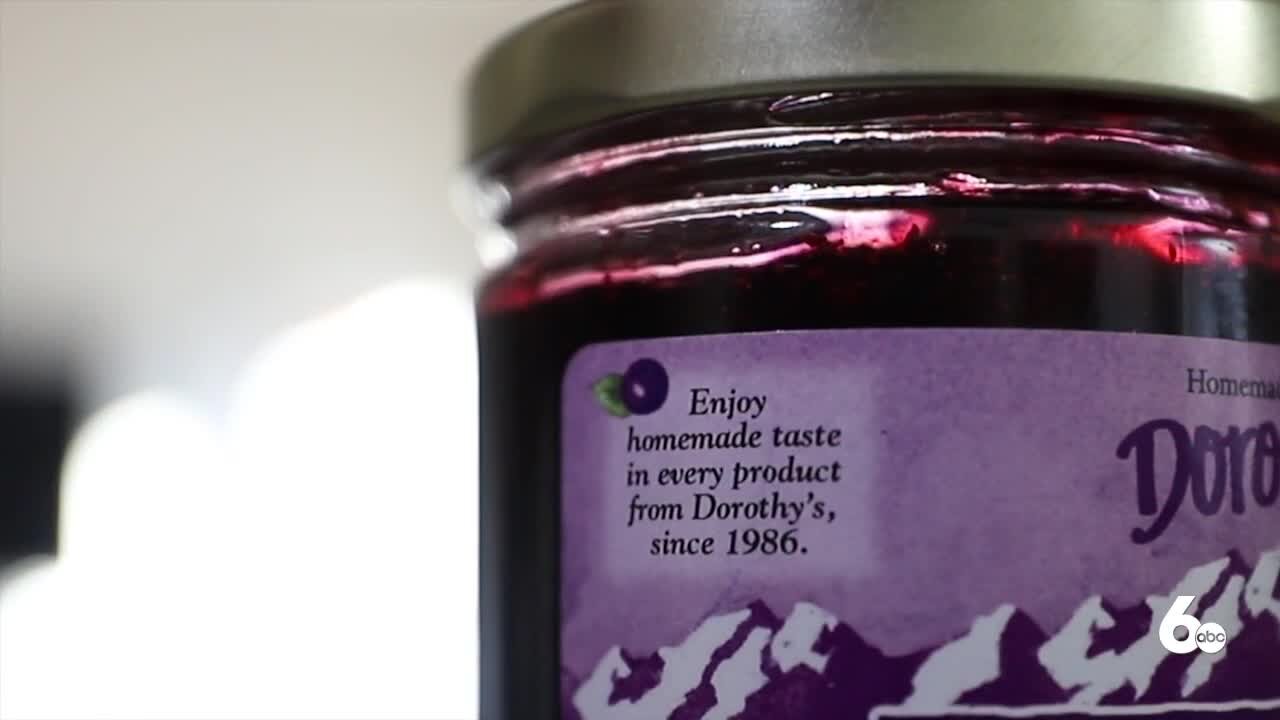 Enjoy
homemade taste
in every product
from Dorothy's,
since 1986.
6
abc